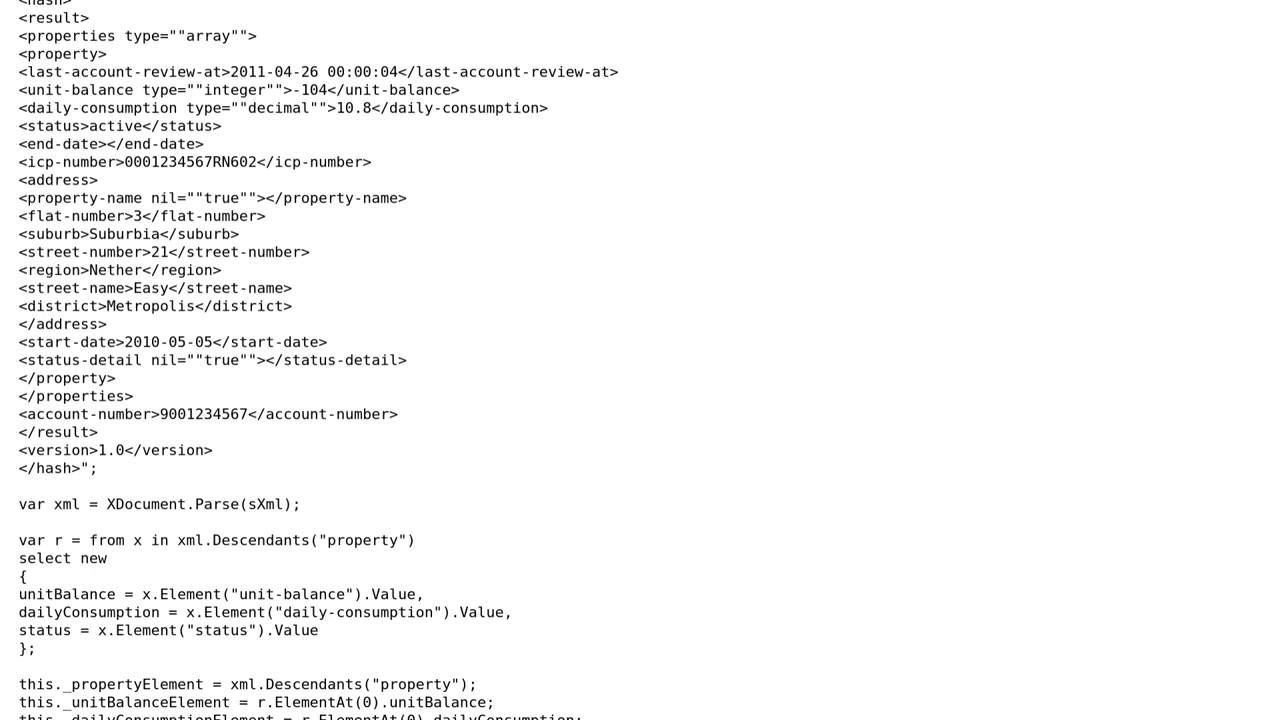 <hash>
<result>
<properties type=""array"">
<property>
<last-account-review-at>2011-04-26 00:00:04</last-account-review-at>
<unit-balance type=""integer"">-104</unit-balance>
<daily-consumption type=""decimal"">10.8</daily-consumption>
<status>active</status>
<end-date></end-date>
<icp-number>0001234567RN602</icp-number>
<address>
<property-name nil=""true""></property-name>
<flat-number>3</flat-number>
<suburb>Suburbia</suburb>
<street-number>21</street-number>
<region>Nether</region>
<street-name>Easy</street-name>
<district>Metropolis</district>
</address>
<start-date>2010-05-05</start-date>
<status-detail nil=""true""></status-detail>
</property>
</properties>
<account-number>9001234567</account-number>
</result>
<version>1.0</version>
</hash>";

var xml = XDocument.Parse(sXml);

var r = from x in xml.Descendants("property")
select new
{
unitBalance = x.Element("unit-balance").Value,
dailyConsumption = x.Element("daily-consumption").Value,
status = x.Element("status").Value
};

this._propertyElement = xml.Descendants("property");
this._unitBalanceElement = r.ElementAt(0).unitBalance;
this._dailyConsumptionElement = r.ElementAt(0).dailyConsumption;